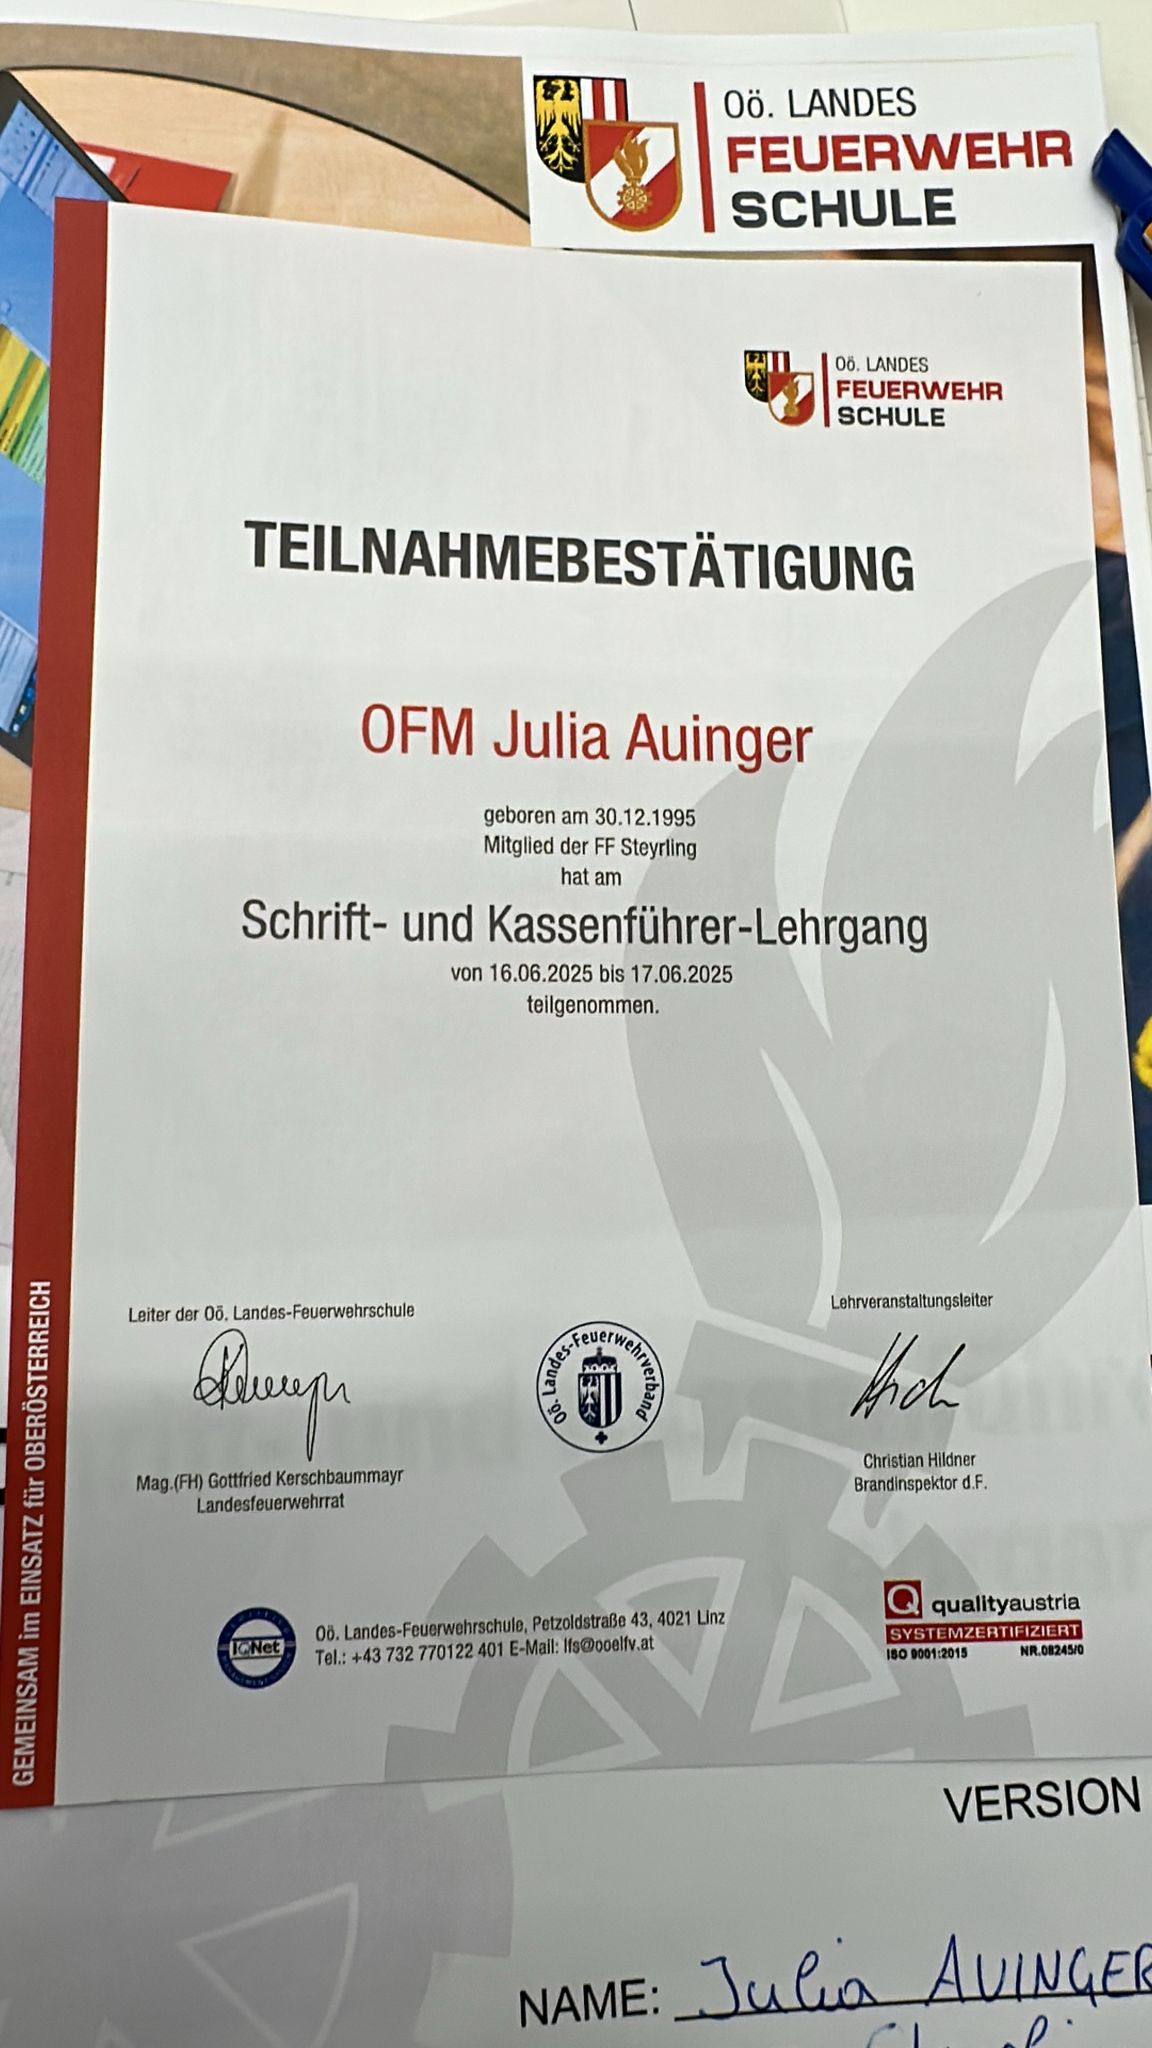 Oö. LANDES
FEUERWEHR
SCHULE
Oö. LANDES
FEUERWEHR
SCHULE
TEILNAHMEBESTÄTIGUNG
OFM Julia Auinger
geboren am 30.12.1995
Mitglied der FF Steyrling
hat am
Schrift- und Kassenführer-Lehrgang
von 16.06.2025 bis 17.06.2025
teilgenommen.
Leiter der Oö. Landes-Feuerwehrschule
Mag.(FH) Gottfried Kerschbaummayr
Landesfeuerwehrrat
Oö. Landes-Feuerwehrverband
Lehrveranstaltungsleiter
Christian Hildner
Brandinspektor d.F.
GEMEINSAM im EINSATZ für OBERÖSTERREICH
IQNet
Oö. Landes-Feuerwehrschule, Petzoldstraße 43, 4021 Linz
Tel.: +43 732 770122 401 E-Mail: lfs@ooelfv.at
Q qualityaustria
SYSTEMZERTIFIZIERT
ISO 9001:2015 NR.08245/0
VERSION
NAME: Julia AUINGER